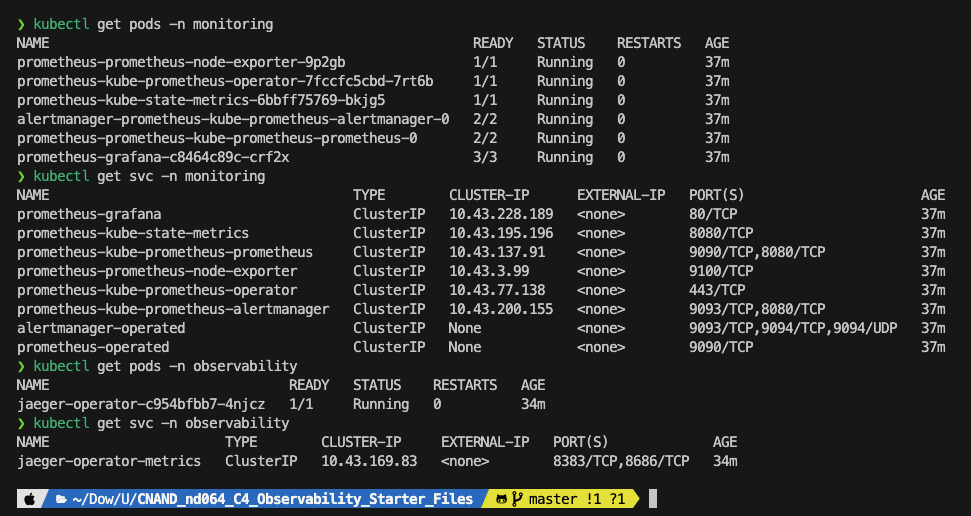 ❯ kubectl get pods -n monitoring
NAME READY STATUS RESTARTS AGE
prometheus-prometheus-node-exporter-9p2gb 1/1 Running 0 37m
prometheus-kube-prometheus-operator-7fccfc5cbd-7rt6b 1/1 Running 0 37m
prometheus-kube-state-metrics-6bbff75769-bkjg5 1/1 Running 0 37m
alertmanager-prometheus-kube-prometheus-alertmanager-0 2/2 Running 0 37m
prometheus-prometheus-kube-prometheus-prometheus-0 2/2 Running 0 37m
prometheus-grafana-c8464c89c-crf2x 3/3 Running 0 37m
❯ kubectl get svc -n monitoring
NAME TYPE CLUSTER-IP EXTERNAL-IP PORT(S) AGE
prometheus-grafana ClusterIP 10.43.228.189 <none> 80/TCP 37m
prometheus-kube-state-metrics ClusterIP 10.43.195.196 <none> 8080/TCP 37m
prometheus-kube-prometheus-prometheus ClusterIP 10.43.137.91 <none> 9090/TCP,8080/TCP 37m
prometheus-prometheus-node-exporter ClusterIP 10.43.3.99 <none> 9100/TCP 37m
prometheus-kube-prometheus-operator ClusterIP 10.43.77.138 <none> 443/TCP 37m
prometheus-kube-prometheus-alertmanager ClusterIP 10.43.200.155 <none> 9093/TCP,8080/TCP 37m
alertmanager-operated ClusterIP None <none> 9093/TCP,9094/TCP,9094/UDP 37m
prometheus-operated ClusterIP None <none> 9090/TCP 37m
❯ kubectl get pods -n observability
NAME READY STATUS RESTARTS AGE
jaeger-operator-c954bfbb7-4njcz 1/1 Running 0 34m
❯ kubectl get svc -n observability
NAME TYPE CLUSTER-IP EXTERNAL-IP PORT(S) AGE
jaeger-operator-metrics ClusterIP 10.43.169.83 <none> 8383/TCP,8686/TCP 34m
~/Dow/U/CNAND_nd064_C4_Observability_Starter_Files master !1 ?1